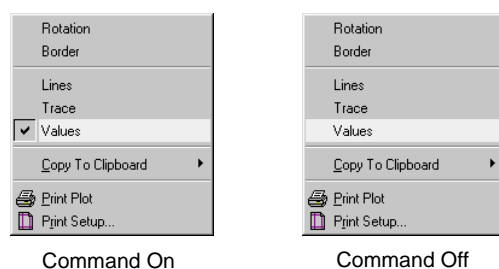 Rotation
Border
Lines
Trace
Values
Copy To Clipboard
Print Plot
Print Setup...
Command On
Rotation
Border
Lines
Trace
Values
Copy To Clipboard
Print Plot
Print Setup...
Command Off